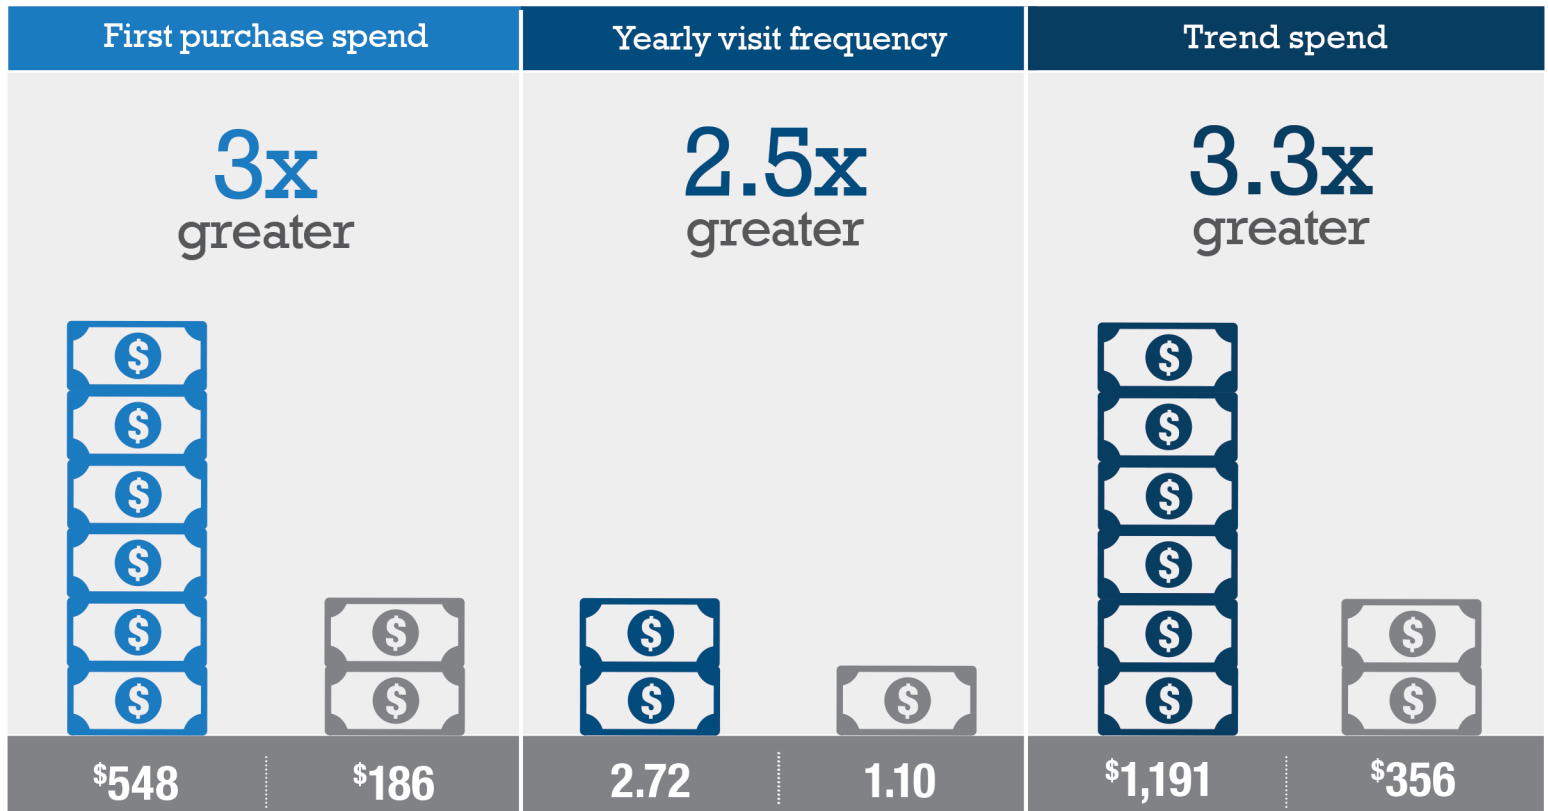 First purchase spend
3x
greater
$
$
$
$
$
$
$
$
$548
$186
Yearly visit frequency
2.5x
greater
$
$
$
2.72
1.10
Trend spend
3.3x
greater
$
$
$
$
$
$
$
$
$1,191
$356